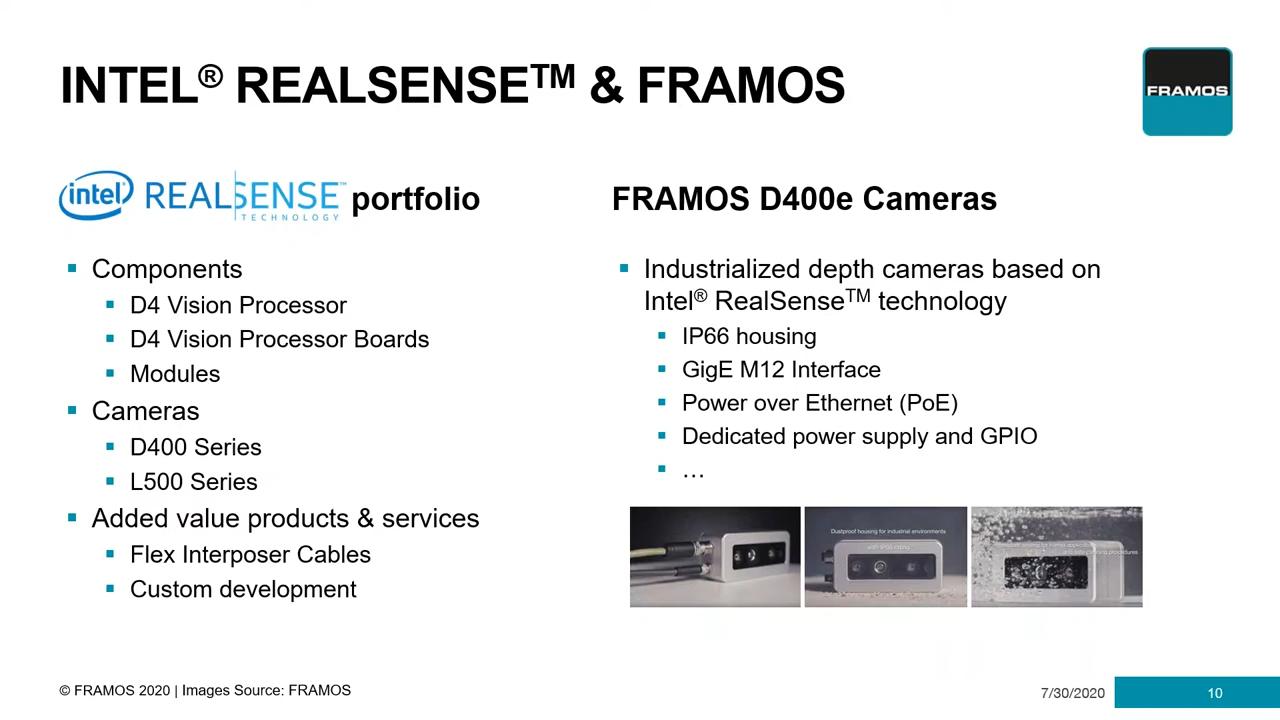 INTEL® REALSENSE™ & FRAMOS
FRAMOS
intel® REALSENSE™ TECHNOLOGY portfolio
Components
D4 Vision Processor
D4 Vision Processor Boards
Modules
Cameras
D400 Series
L500 Series
Added value products & services
Flex Interposer Cables
Custom development
FRAMOS D400e Cameras
Industrialized depth cameras based on
Intel® RealSense™ technology
IP66 housing
GigE M12 Interface
Power over Ethernet (PoE)
Dedicated power supply and GPIO
…
Dustproof housing for industrial environments
© FRAMOS 2020 | Images Source: FRAMOS
7/30/2020
10